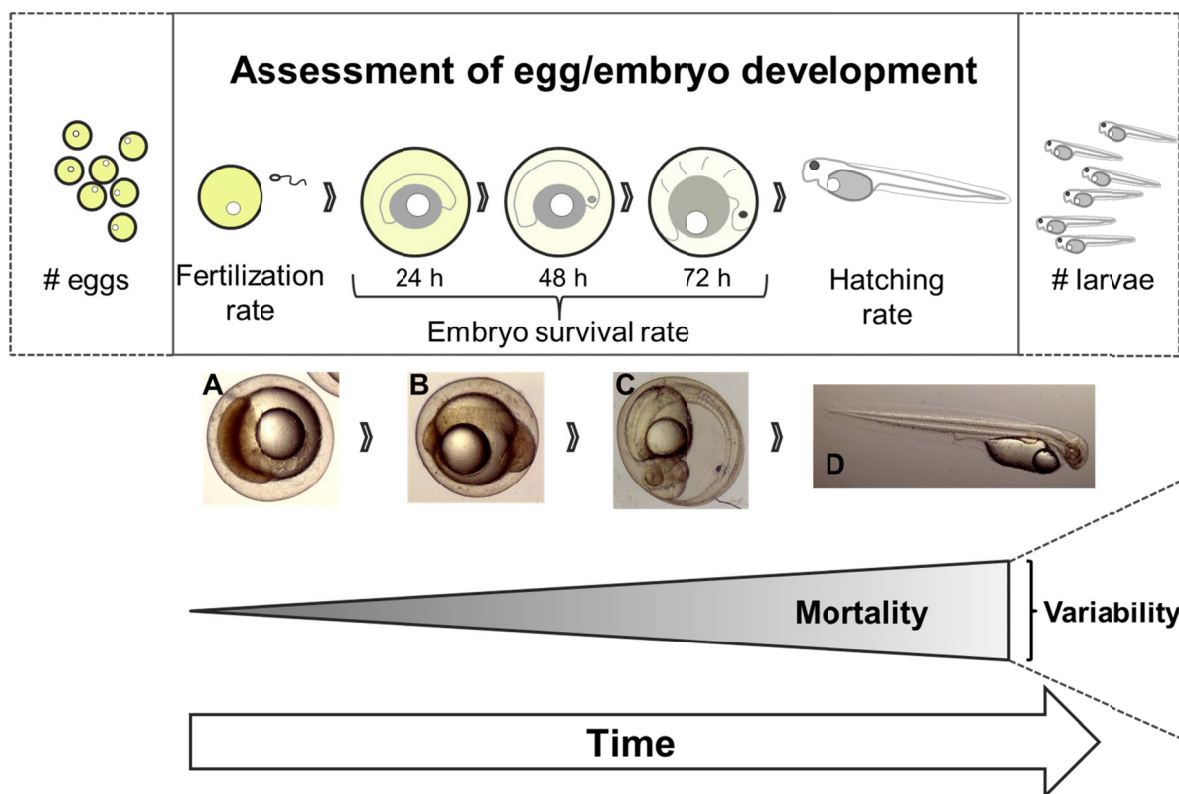 Assessment of egg/embryo development
# eggs
Fertilization
rate
24 h
48 h
72 h
Embryo survival rate
Hatching
rate
# larvae
A
B
C
D
Mortality
Variability
Time